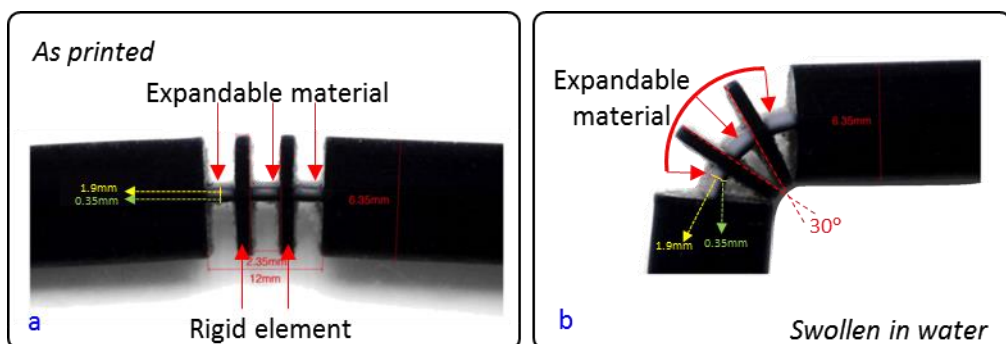 As printed
Expandable material
1.9mm
0.35mm
6.35mm
2.35mm
12mm
Rigid element
a
Expandable
material
6.35mm
30°
1.9mm
0.35mm
b
Swollen in water